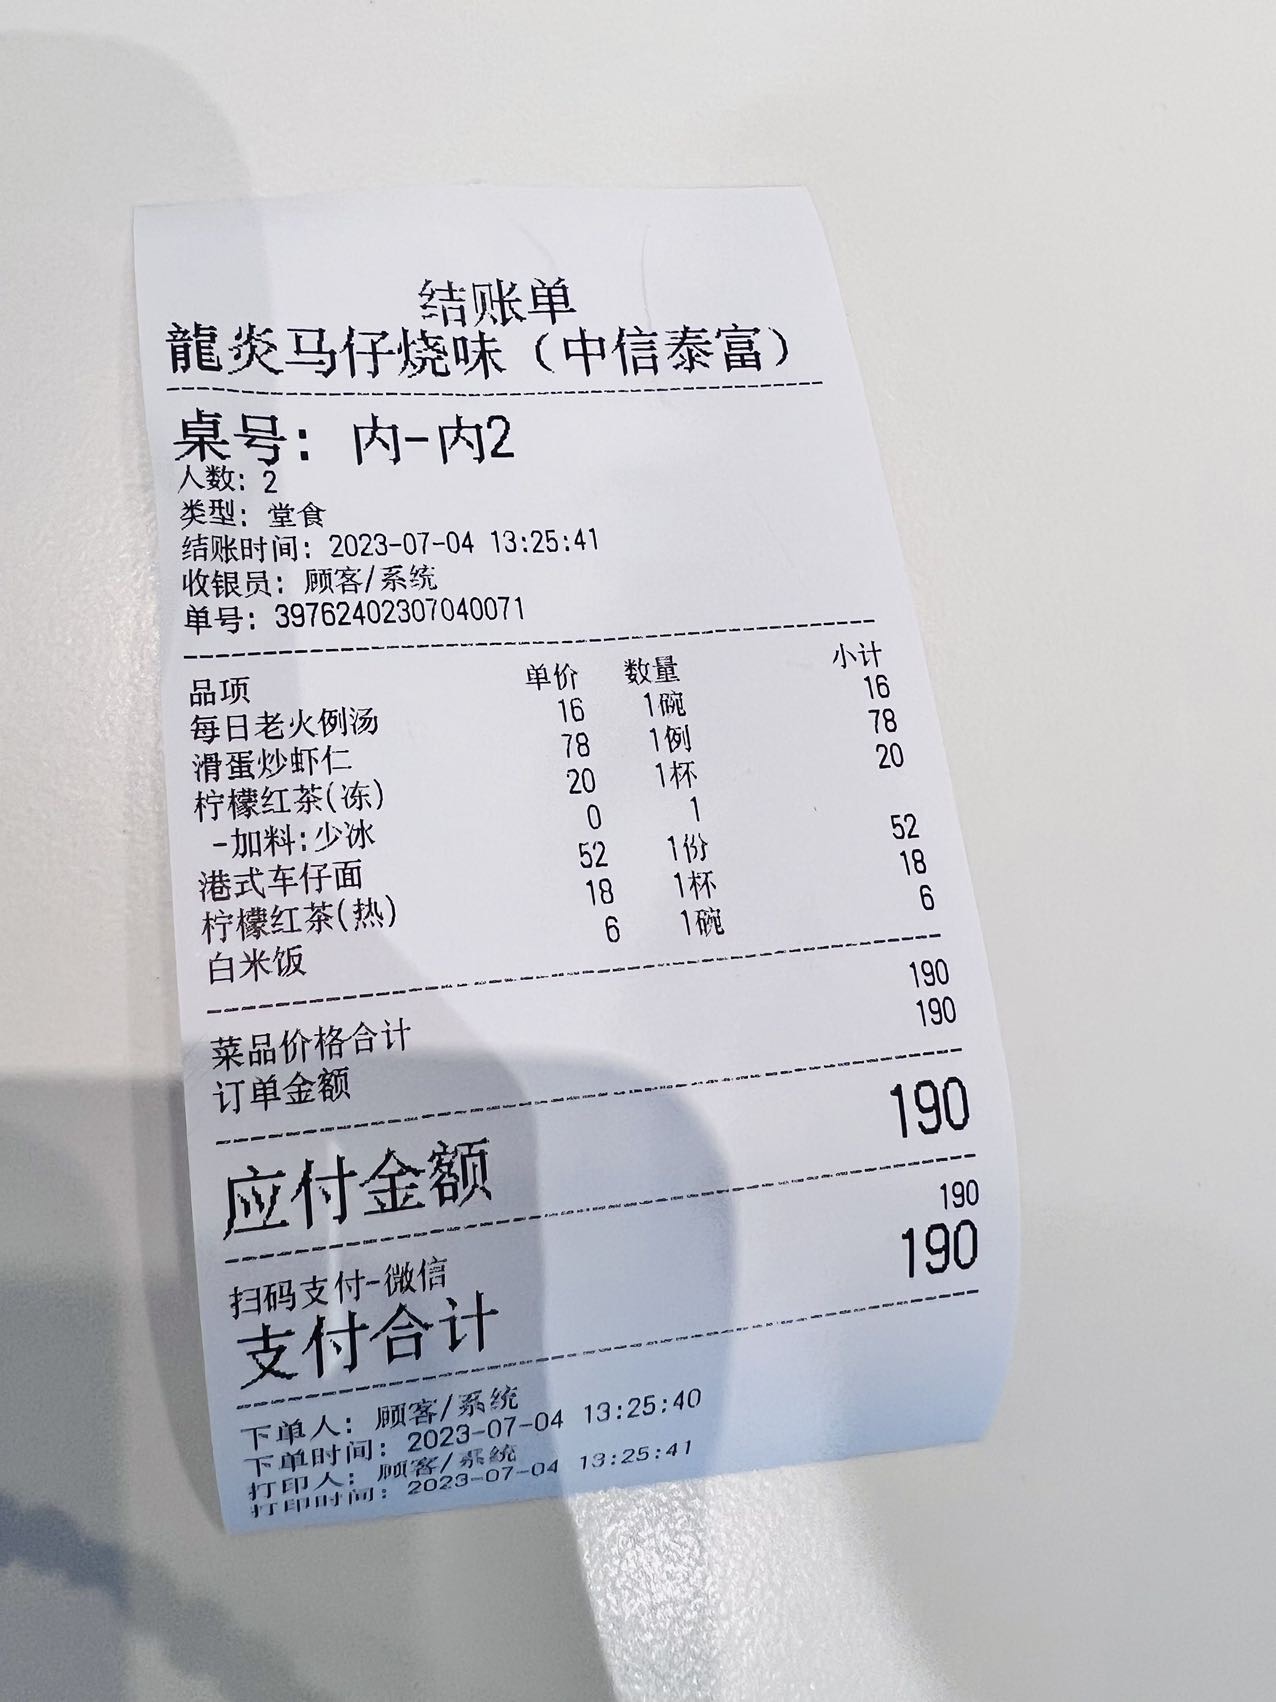 结账单
龍炎马仔烧味（中信泰富）
桌号: 内-内2
人数: 2
类型: 堂食
结账时间: 2023-07-04 13:25:41
收银员: 顾客/系统
单号: 39762402307040071
品项 单价 数量 小计
每日老火例汤 16 1碗 16
滑蛋炒虾仁 78 1例 78
柠檬红茶(冻) 20 1杯 20
-加料:少冰 0 1
港式车仔面 52 1份 52
柠檬红茶(热) 18 1杯 18
白米饭 6 1碗 6
菜品价格合计 190
订单金额 190
应付金额 190
扫码支付-微信 190
支付合计 190
下单人: 顾客/系统
下单时间: 2023-07-04 13:25:40
打印人: 顾客/系统
打印时间: 2023-07-04 13:25:41